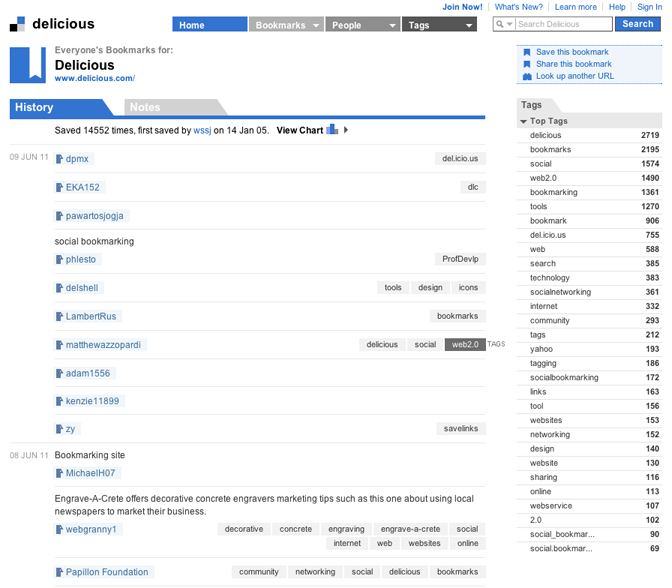 Join Now! What's New? Learn more Help Sign In
delicious Home Bookmarks People Tags Search Delicious Search
Everyone's Bookmarks for:
Delicious
www.delicious.com/
Save this bookmark
Share this bookmark
Look up another URL
History Notes
Saved 14552 times, first saved by wssj on 14 Jan 05. View Chart
09 JUN 11 dpmx del.icio.us
EKA152 dlc
pawartosjogja
social bookmarking
phlesto ProfDevlp
delshell tools design icons
LambertRus bookmarks
matthewazzopardi delicious social web2.0 TAGS
adam1556
kenzie11899
zy savelinks
08 JUN 11 Bookmarking site
MichaelH07
Engrave-A-Crete offers decorative concrete engravers marketing tips such as this one about using local
newspapers to market their business.
webgranny1 decorative concrete engraving engrave-a-crete social
internet web websites online
Papillon Foundation community networking social delicious bookmarks
Tags
Top Tags
delicious 2719
bookmarks 2195
social 1574
web2.0 1490
bookmarking 1361
tools 1270
bookmark 906
del.icio.us 755
web 588
search 385
technology 383
socialnetworking 361
internet 332
community 293
tags 212
yahoo 193
tagging 186
socialbookmarking 172
links 163
tool 156
websites 153
networking 152
design 140
website 130
sharing 116
online 113
webservice 107
2.0 102
social_bookmar... 90
social.bookmar... 69